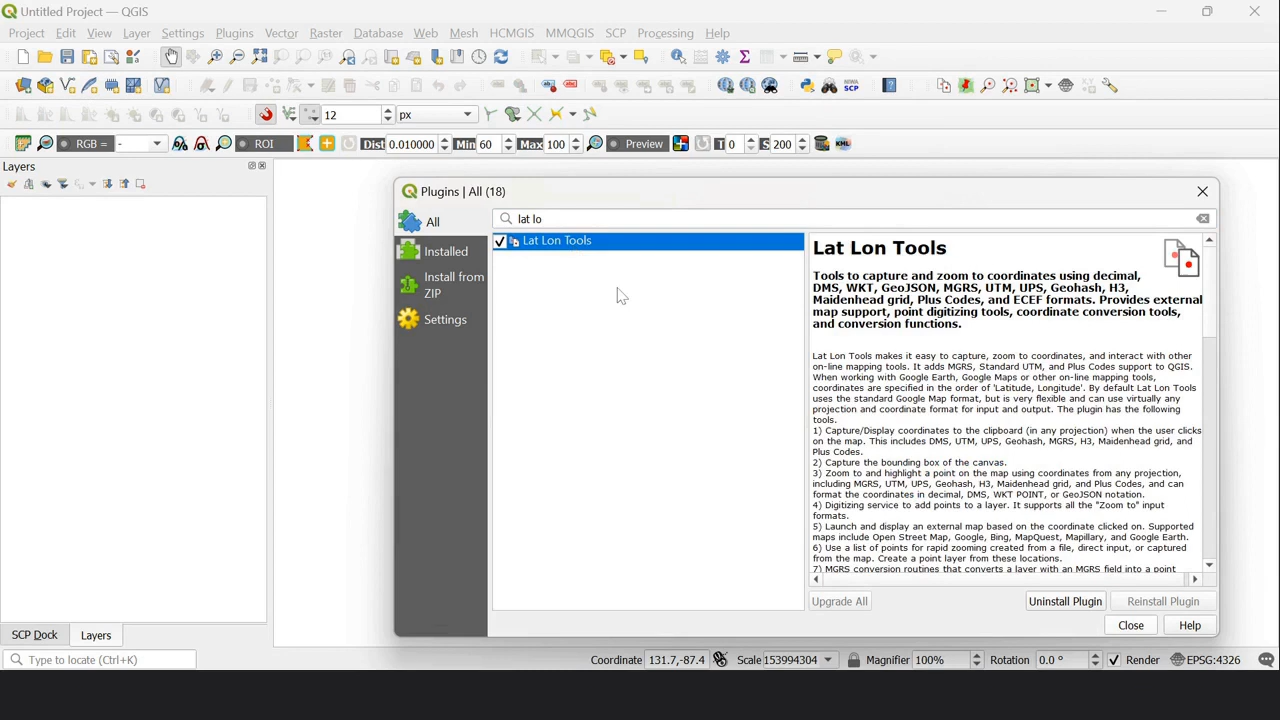 Untitled Project — QGIS
Project Edit View Layer Settings Plugins Vector Raster Database Web Mesh HCMGIS MMQGIS SCP Processing Help
12 px
RGB = - ROI Dist 0.010000 Min 60 Max 100 Preview T 0 S 200 KML
Layers
Plugins | All (18)
All
Installed
Install from
ZIP
Settings
lat lo
Lat Lon Tools
Lat Lon Tools
Tools to capture and zoom to coordinates using decimal,
DMS, WKT, GeoJSON, MGRS, UTM, UPS, Geohash, H3,
Maidenhead grid, Plus Codes, and ECEF formats. Provides external
map support, point digitizing tools, coordinate conversion tools,
and conversion functions.
Lat Lon Tools makes it easy to capture, zoom to coordinates, and interact with other
on-line mapping tools. It adds MGRS, Standard UTM, and Plus Codes support to QGIS.
When working with Google Earth, Google Maps or other on-line mapping tools,
coordinates are specified in the order of 'Latitude, Longitude'. By default Lat Lon Tools
uses the standard Google Map format, but is very flexible and can use virtually any
projection and coordinate format for input and output. The plugin has the following
tools.
1) Capture/Display coordinates to the clipboard (in any projection) when the user clicks
on the map. This includes DMS, UTM, UPS, Geohash, MGRS, H3, Maidenhead grid, and
Plus Codes.
2) Capture the bounding box of the canvas.
3) Zoom to and highlight a point on the map using coordinates from any projection,
including MGRS, UTM, UPS, Geohash, H3, Maidenhead grid, and Plus Codes, and can
format the coordinates in decimal, DMS, WKT POINT, or GeoJSON notation.
4) Digitizing service to add points to a layer. It supports all the "Zoom to" input
formats.
5) Launch and display an external map based on the coordinate clicked on. Supported
maps include Open Street Map, Google, Bing, MapQuest, Mapillary, and Google Earth.
6) Use a list of points for rapid zooming created from a file, direct input, or captured
from the map. Create a point layer from these locations.
7) MGRS conversion routines that converts a layer with an MGRS field into a point
Upgrade All Uninstall Plugin Reinstall Plugin
Close Help
SCP Dock Layers
Type to locate (Ctrl+K) Coordinate 131.7,-87.4 Scale 153994304 Magnifier 100% Rotation 0.0 ° Render EPSG:4326